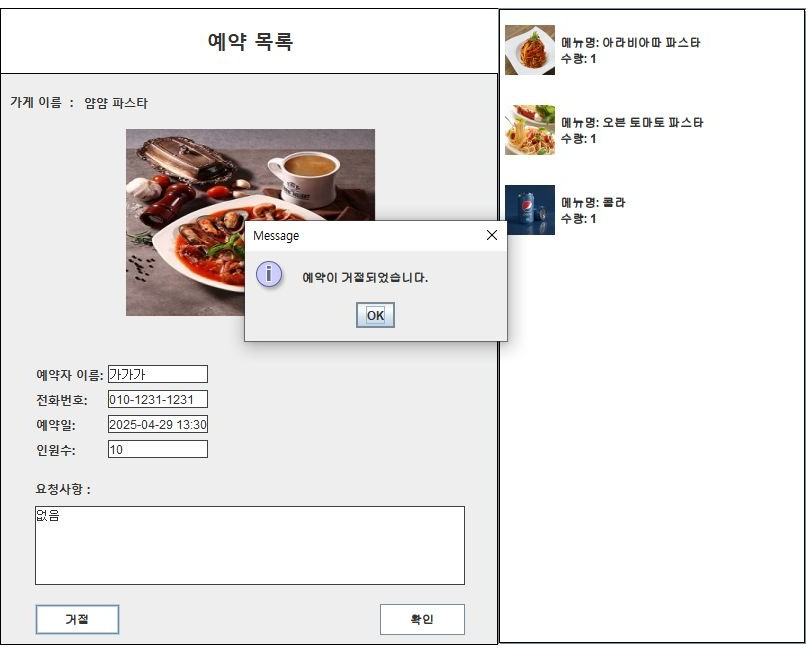 예약 목록
가게 이름 : 얌얌 파스타
예약자 이름: 가가가
전화번호: 010-1231-1231
예약일: 2025-04-29 13:30
인원수: 10
요청사항 :
없음
거절
확인
Message
예약이 거절되었습니다.
OK
메뉴명: 아라비아따 파스타
수량: 1
메뉴명: 오븐 토마토 파스타
수량: 1
메뉴명: 콜라
수량: 1